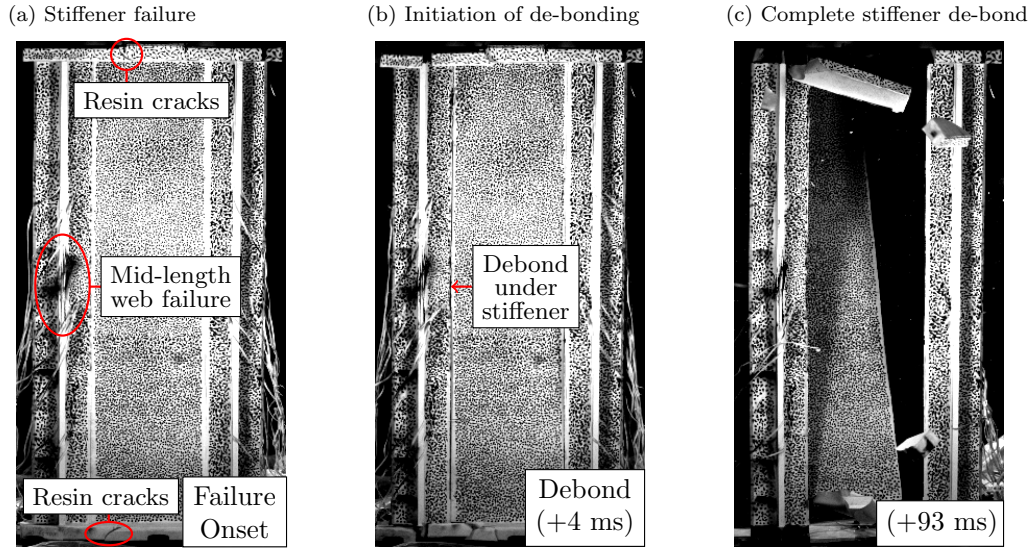 (a) Stiffener failure
(b) Initiation of de-bonding
(c) Complete stiffener de-bond
Resin cracks
Mid-length
web failure
Resin cracks
Failure
Onset
Debond
under
stiffener
Debond
(+4 ms)
(+93 ms)